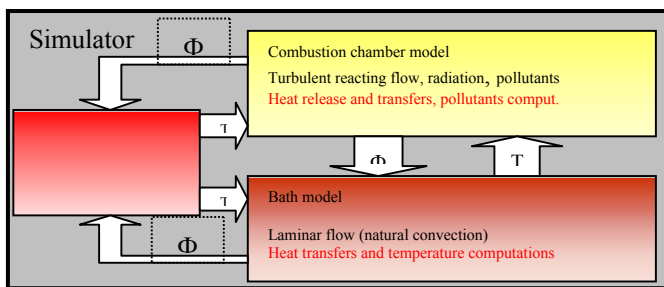 Simulator
Φ
Combustion chamber model
Turbulent reacting flow, radiation, pollutants
Heat release and transfers, pollutants comput.
T
Φ
T
T
Bath model
Laminar flow (natural convection)
Heat transfers and temperature computations
Φ